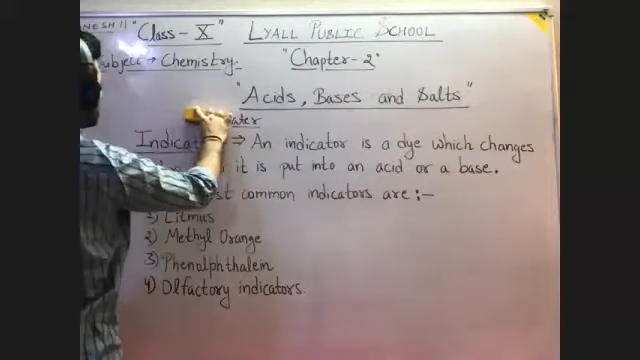 NESH || "Class - X" LYALL PUBLIC SCHOOL
Subject → Chemistry. "Chapter - 2"
"Acids, Bases and Salts"
Indicat ⇒ An indicator is a dye which changes
it is put into an acid or a base.
common indicators are :-
1) Litmus
2) Methyl Orange
3) Phenolphthalein
4) Olfactory indicators.